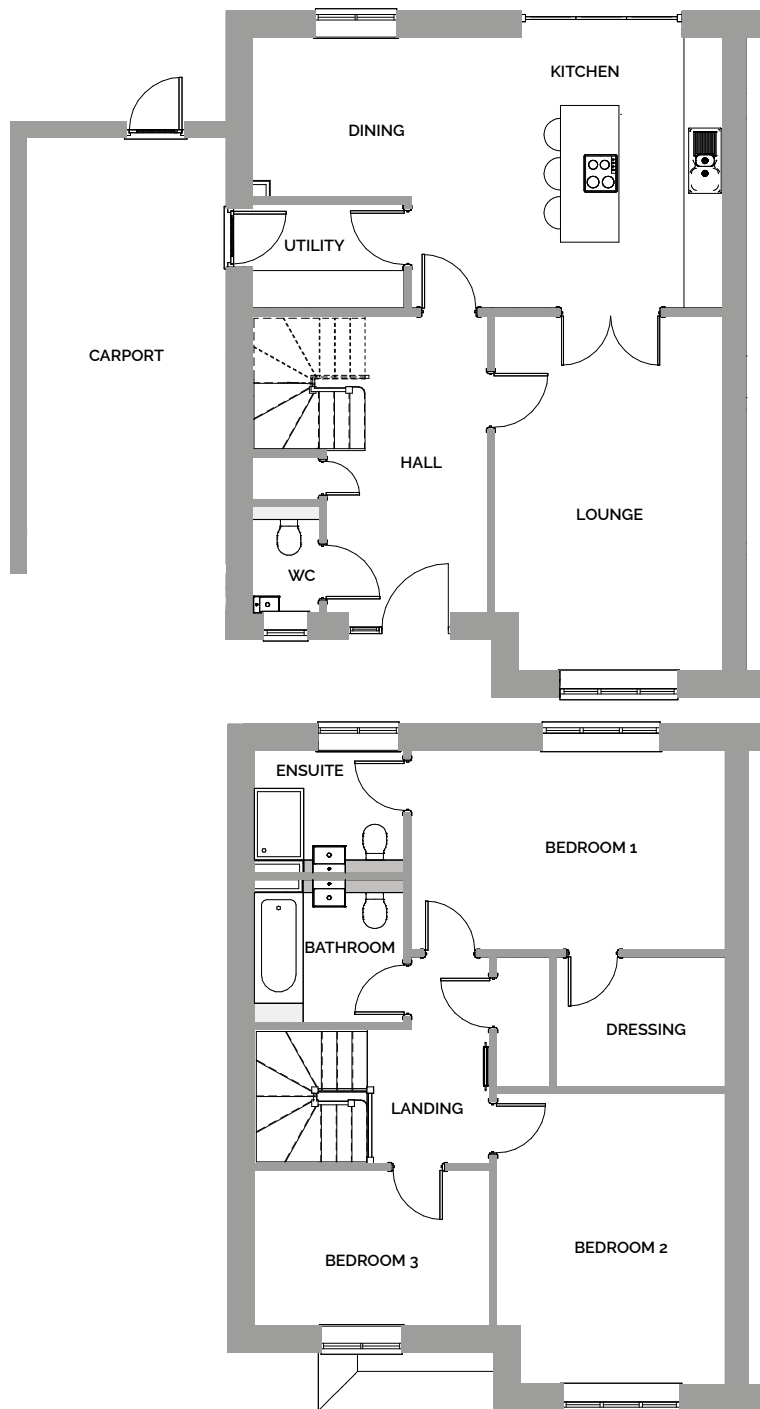 KITCHEN
DINING
UTILITY
CARPORT
HALL
LOUNGE
WC
ENSUITE
BEDROOM 1
BATHROOM
DRESSING
LANDING
BEDROOM 2
BEDROOM 3